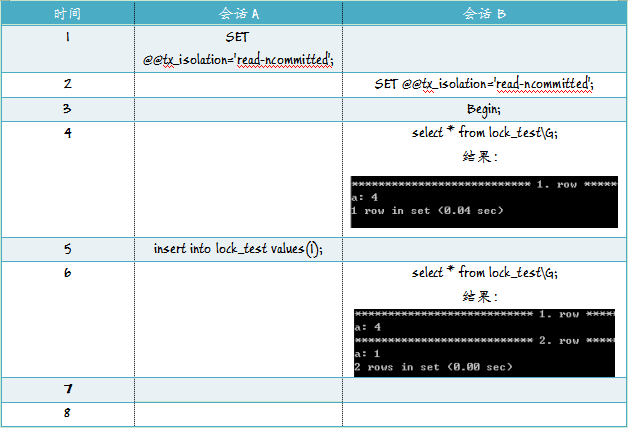 时间 会话 A 会话 B
1 SET
@@tx_isolation='read-ncommitted';
2 SET @@tx_isolation='read-ncommitted';
3 Begin;
4 select * from lock_test\G;
结果:
*************************** 1. row *****
a: 4
1 row in set (0.04 sec)
5 insert into lock_test values(1);
6 select * from lock_test\G;
结果:
*************************** 1. row *****
a: 4
*************************** 2. row *****
a: 1
2 rows in set (0.00 sec)
7
8